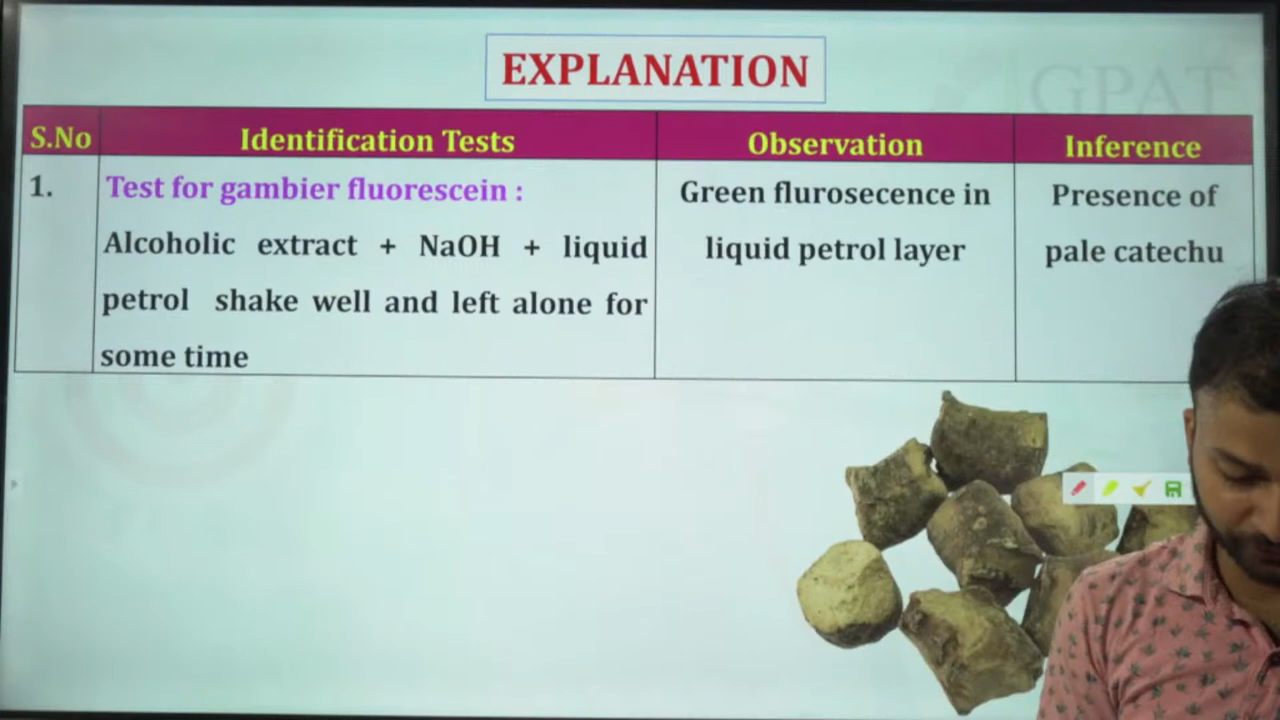 EXPLANATION
GPAT
S.No Identification Tests Observation Inference
1. Test for gambier fluorescein : Green flurosecence in Presence of
Alcoholic extract + NaOH + liquid liquid petrol layer pale catechu
petrol shake well and left alone for
some time